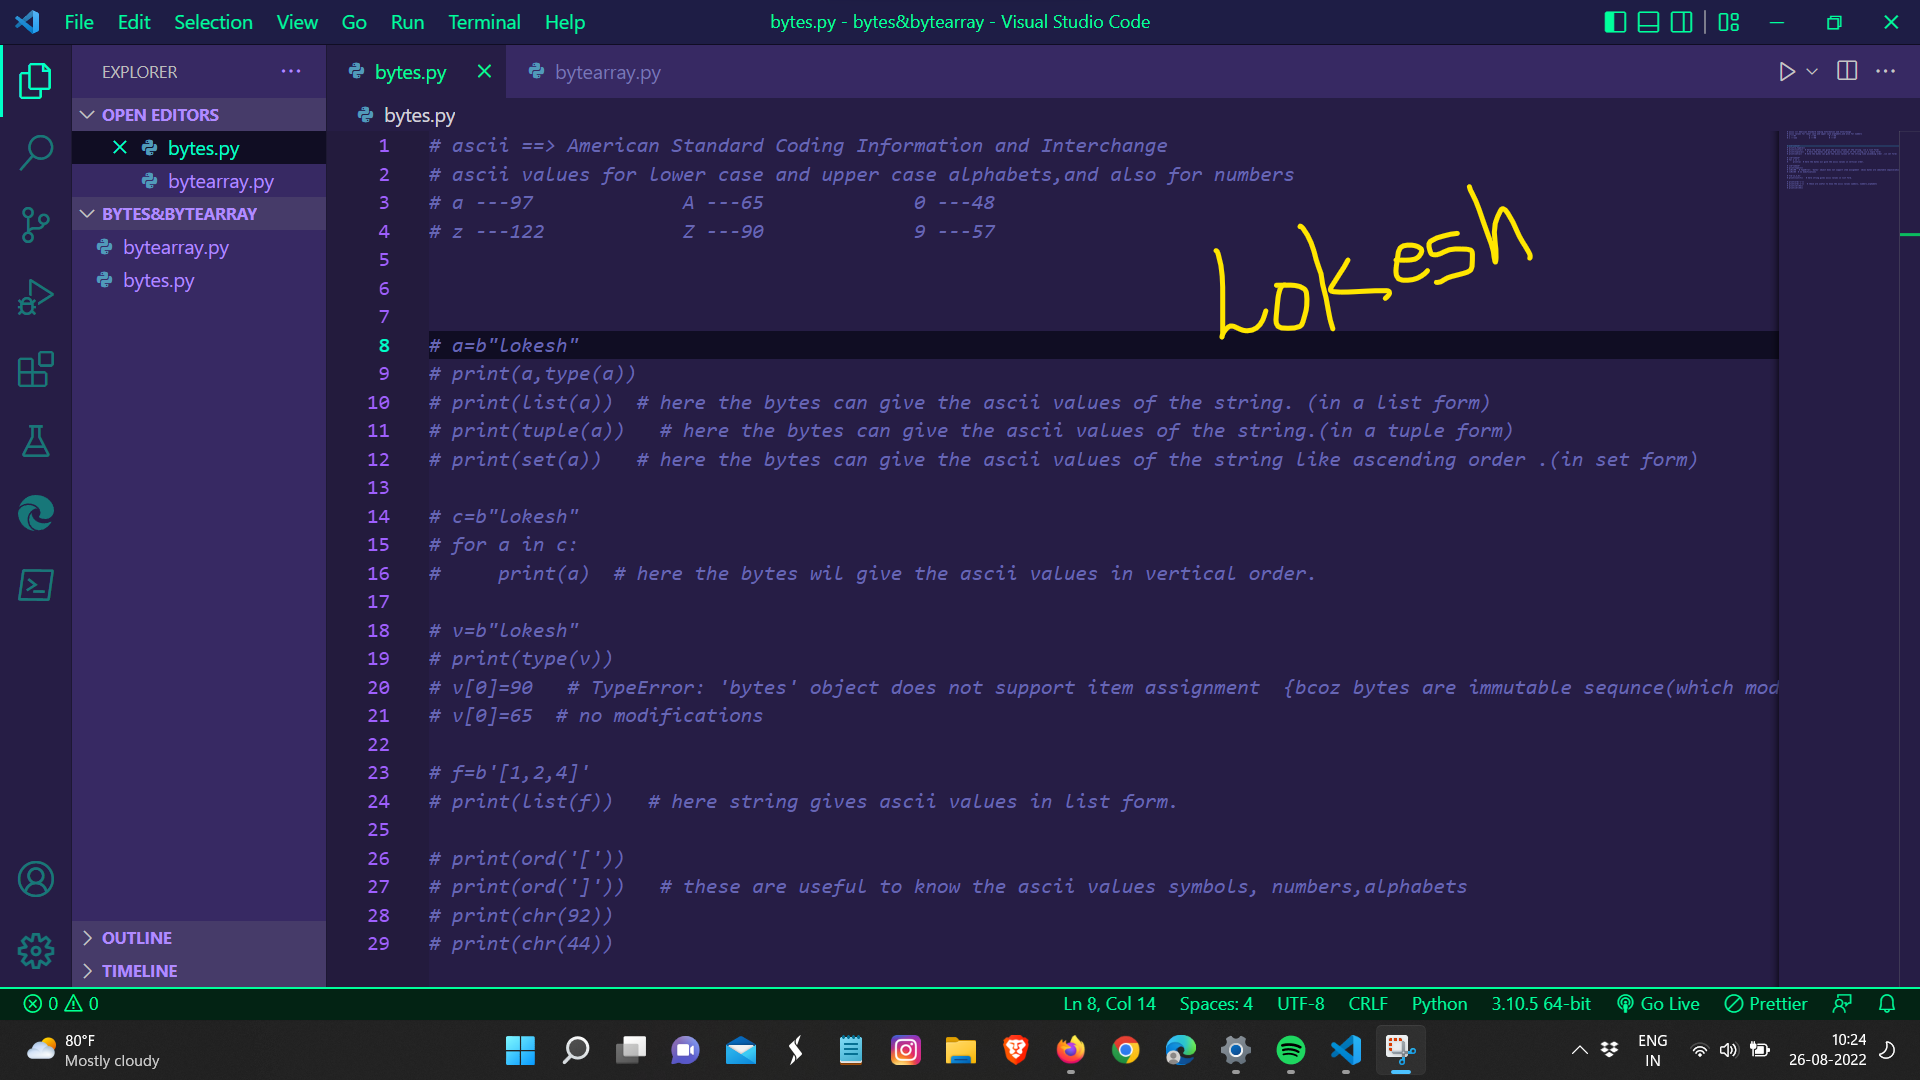 File Edit Selection View Go Run Terminal Help bytes.py - bytes&bytearray - Visual Studio Code
EXPLORER
OPEN EDITORS
bytes.py
bytearray.py
BYTES&BYTEARRAY
bytearray.py
bytes.py
OUTLINE
TIMELINE
bytes.py bytearray.py
bytes.py
1 # ascii ==> American Standard Coding Information and Interchange
2 # ascii values for lower case and upper case alphabets,and also for numbers
3 # a ---97 A ---65 0 ---48
4 # z ---122 Z ---90 9 ---57
5
6
7
Lokesh
8 # a=b"lokesh"
9 # print(a,type(a))
10 # print(list(a)) # here the bytes can give the ascii values of the string. (in a list form)
11 # print(tuple(a)) # here the bytes can give the ascii values of the string.(in a tuple form)
12 # print(set(a)) # here the bytes can give the ascii values of the string like ascending order .(in set form)
13
14 # c=b"lokesh"
15 # for a in c:
16 # print(a) # here the bytes wil give the ascii values in vertical order.
17
18 # v=b"lokesh"
19 # print(type(v))
20 # v[0]=90 # TypeError: 'bytes' object does not support item assignment {bcoz bytes are immutable sequnce(which mod
21 # v[0]=65 # no modifications
22
23 # f=b'[1,2,4]'
24 # print(list(f)) # here string gives ascii values in list form.
25
26 # print(ord('['))
27 # print(ord(']')) # these are useful to know the ascii values symbols, numbers,alphabets
28 # print(chr(92))
29 # print(chr(44))
0 0 Ln 8, Col 14 Spaces: 4 UTF-8 CRLF Python 3.10.5 64-bit Go Live Prettier
80°F
Mostly cloudy
ENG
IN
10:24
26-08-2022